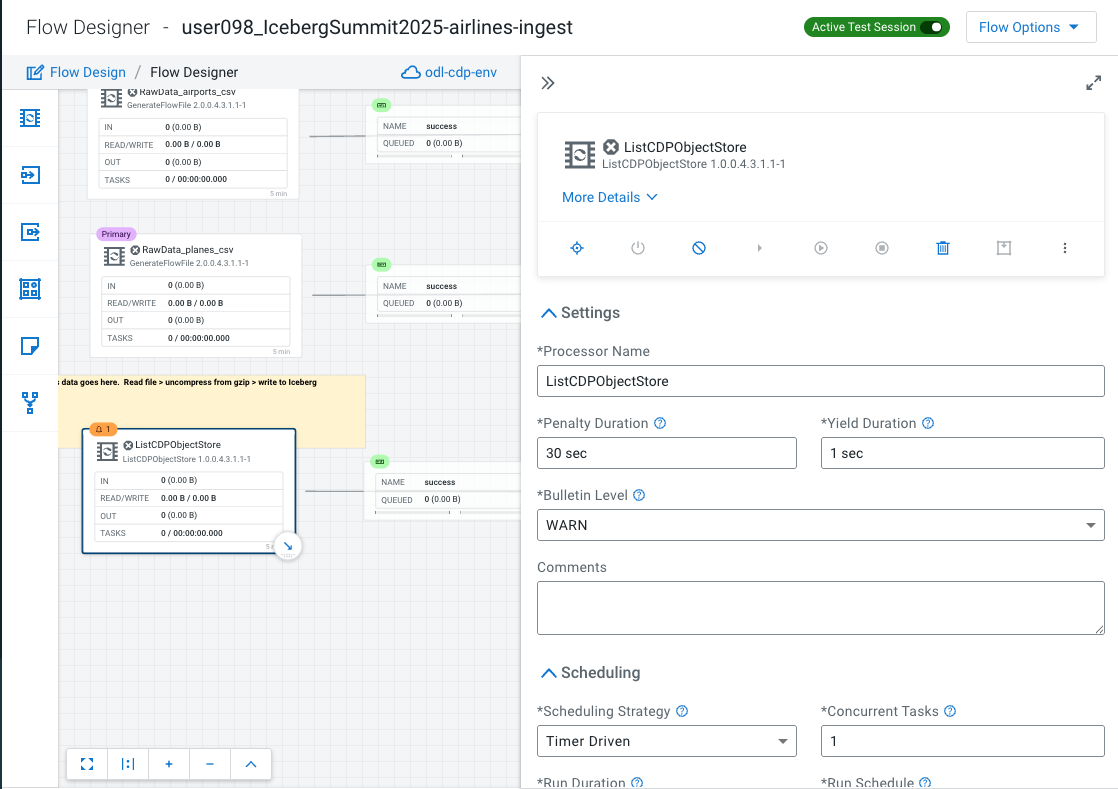 Flow Designer - user098_IcebergSummit2025-airlines-ingest
Active Test Session
Flow Options
Flow Design / Flow Designer
odl-cdp-env
RawData_airports_csv
GenerateFlowFile 2.0.0.4.3.1.1-1
IN 0 (0.00 B)
READ/WRITE 0.00 B / 0.00 B
OUT 0 (0.00 B)
TASKS 0 / 00:00:00.000
5 min
NAME success
QUEUED 0 (0.00 B)
Primary
RawData_planes_csv
GenerateFlowFile 2.0.0.4.3.1.1-1
IN 0 (0.00 B)
READ/WRITE 0.00 B / 0.00 B
OUT 0 (0.00 B)
TASKS 0 / 00:00:00.000
5 min
NAME success
QUEUED 0 (0.00 B)
data goes here. Read file > uncompress from gzip > write to Iceberg
1
ListCDPObjectStore
ListCDPObjectStore 1.0.0.4.3.1.1-1
IN 0 (0.00 B)
READ/WRITE 0.00 B / 0.00 B
OUT 0 (0.00 B)
TASKS 0 / 00:00:00.000
NAME success
QUEUED 0 (0.00 B)
ListCDPObjectStore
ListCDPObjectStore 1.0.0.4.3.1.1-1
More Details
Settings
*Processor Name
ListCDPObjectStore
*Penalty Duration
30 sec
*Yield Duration
1 sec
*Bulletin Level
WARN
Comments
Scheduling
*Scheduling Strategy
Timer Driven
*Concurrent Tasks
1
*Run Duration
*Run Schedule